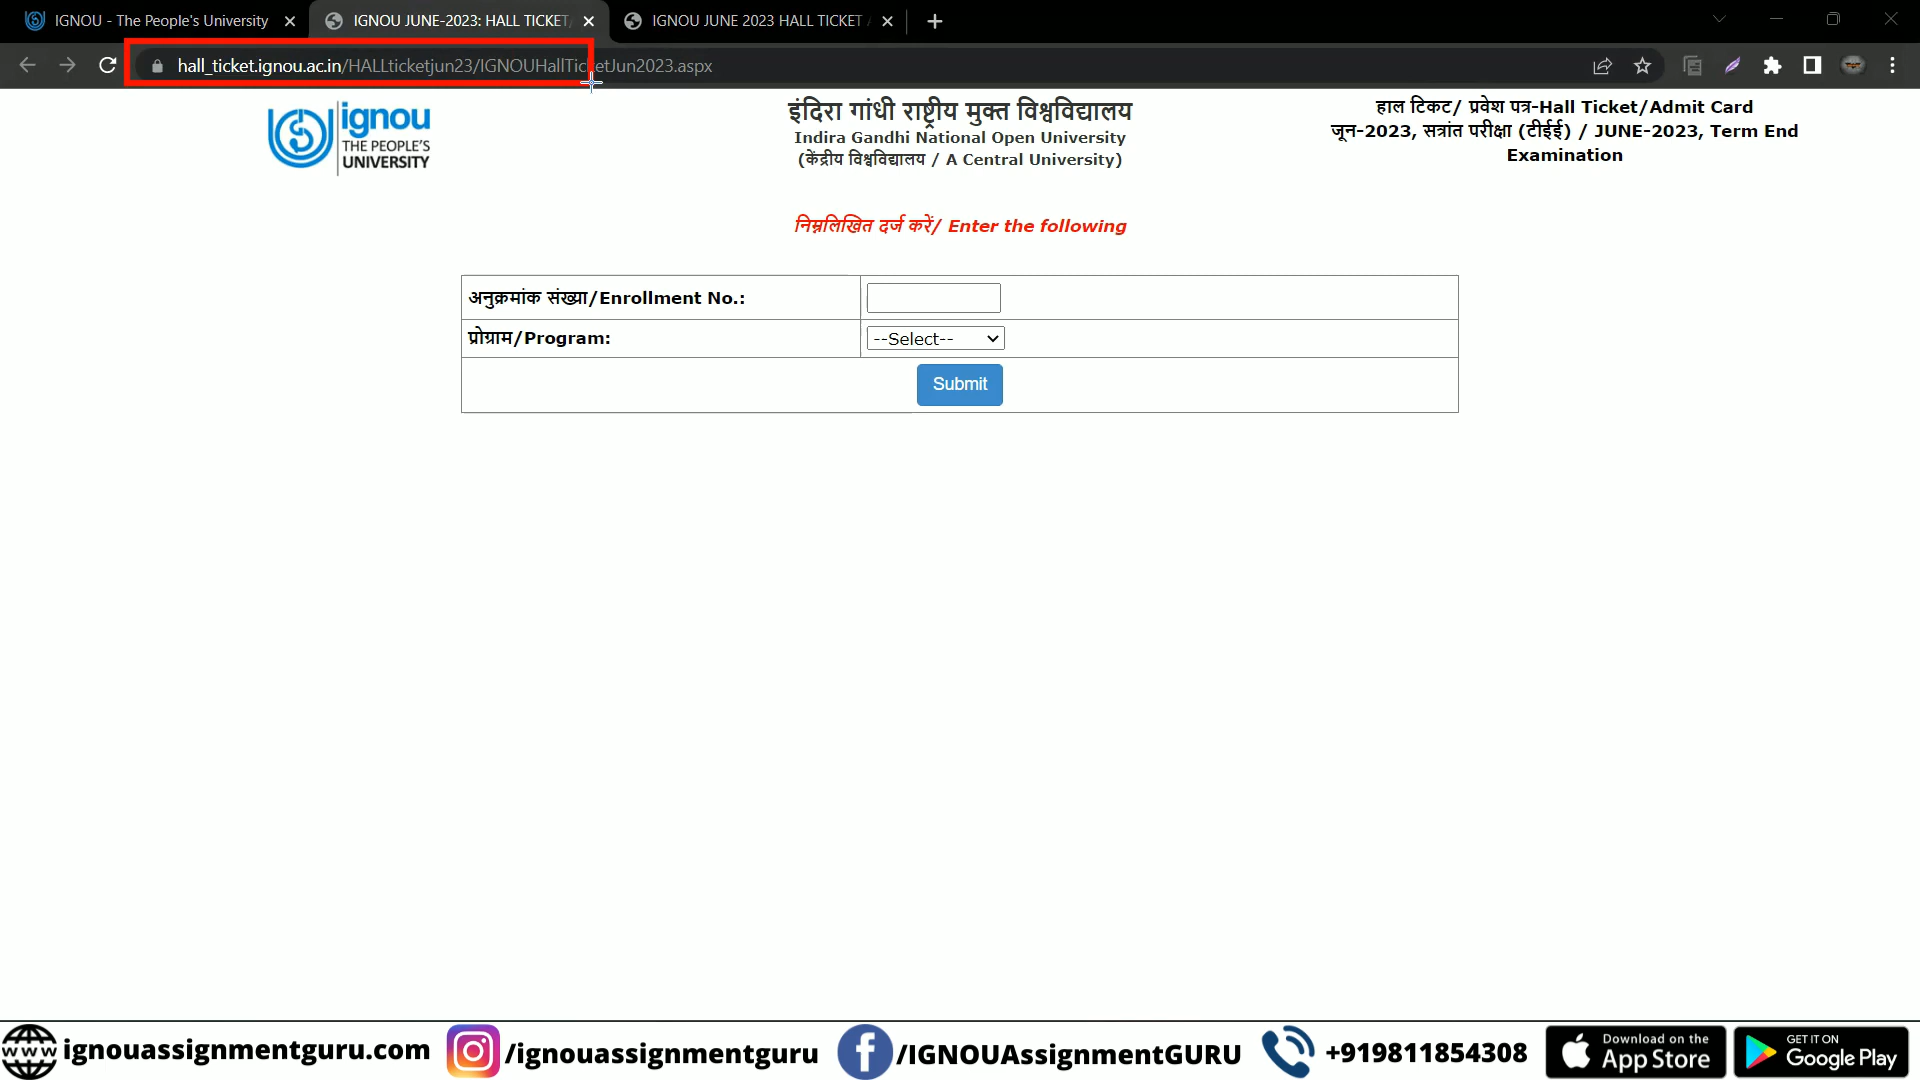 IGNOU - The People's University
IGNOU JUNE-2023: HALL TICKET
IGNOU JUNE 2023 HALL TICKET
hall_ticket.ignou.ac.in/HALLticketjun23/IGNOUHallTicketJun2023.aspx
ignou
THE PEOPLE'S
UNIVERSITY
इंदिरा गांधी राष्ट्रीय मुक्त विश्वविद्यालय
Indira Gandhi National Open University
(केंद्रीय विश्वविद्यालय / A Central University)
हाल टिकट/ प्रवेश पत्र-Hall Ticket/Admit Card
जून-2023, सत्रांत परीक्षा (टीईई) / JUNE-2023, Term End
Examination
निम्नलिखित दर्ज करें/ Enter the following
अनुक्रमांक संख्या/Enrollment No.:
प्रोग्राम/Program:
--Select--
Submit
www
ignouassignmentguru.com
/ignouassignmentguru
/IGNOUAssignmentGURU
+919811854308
Download on the
App Store
GET IT ON
Google Play